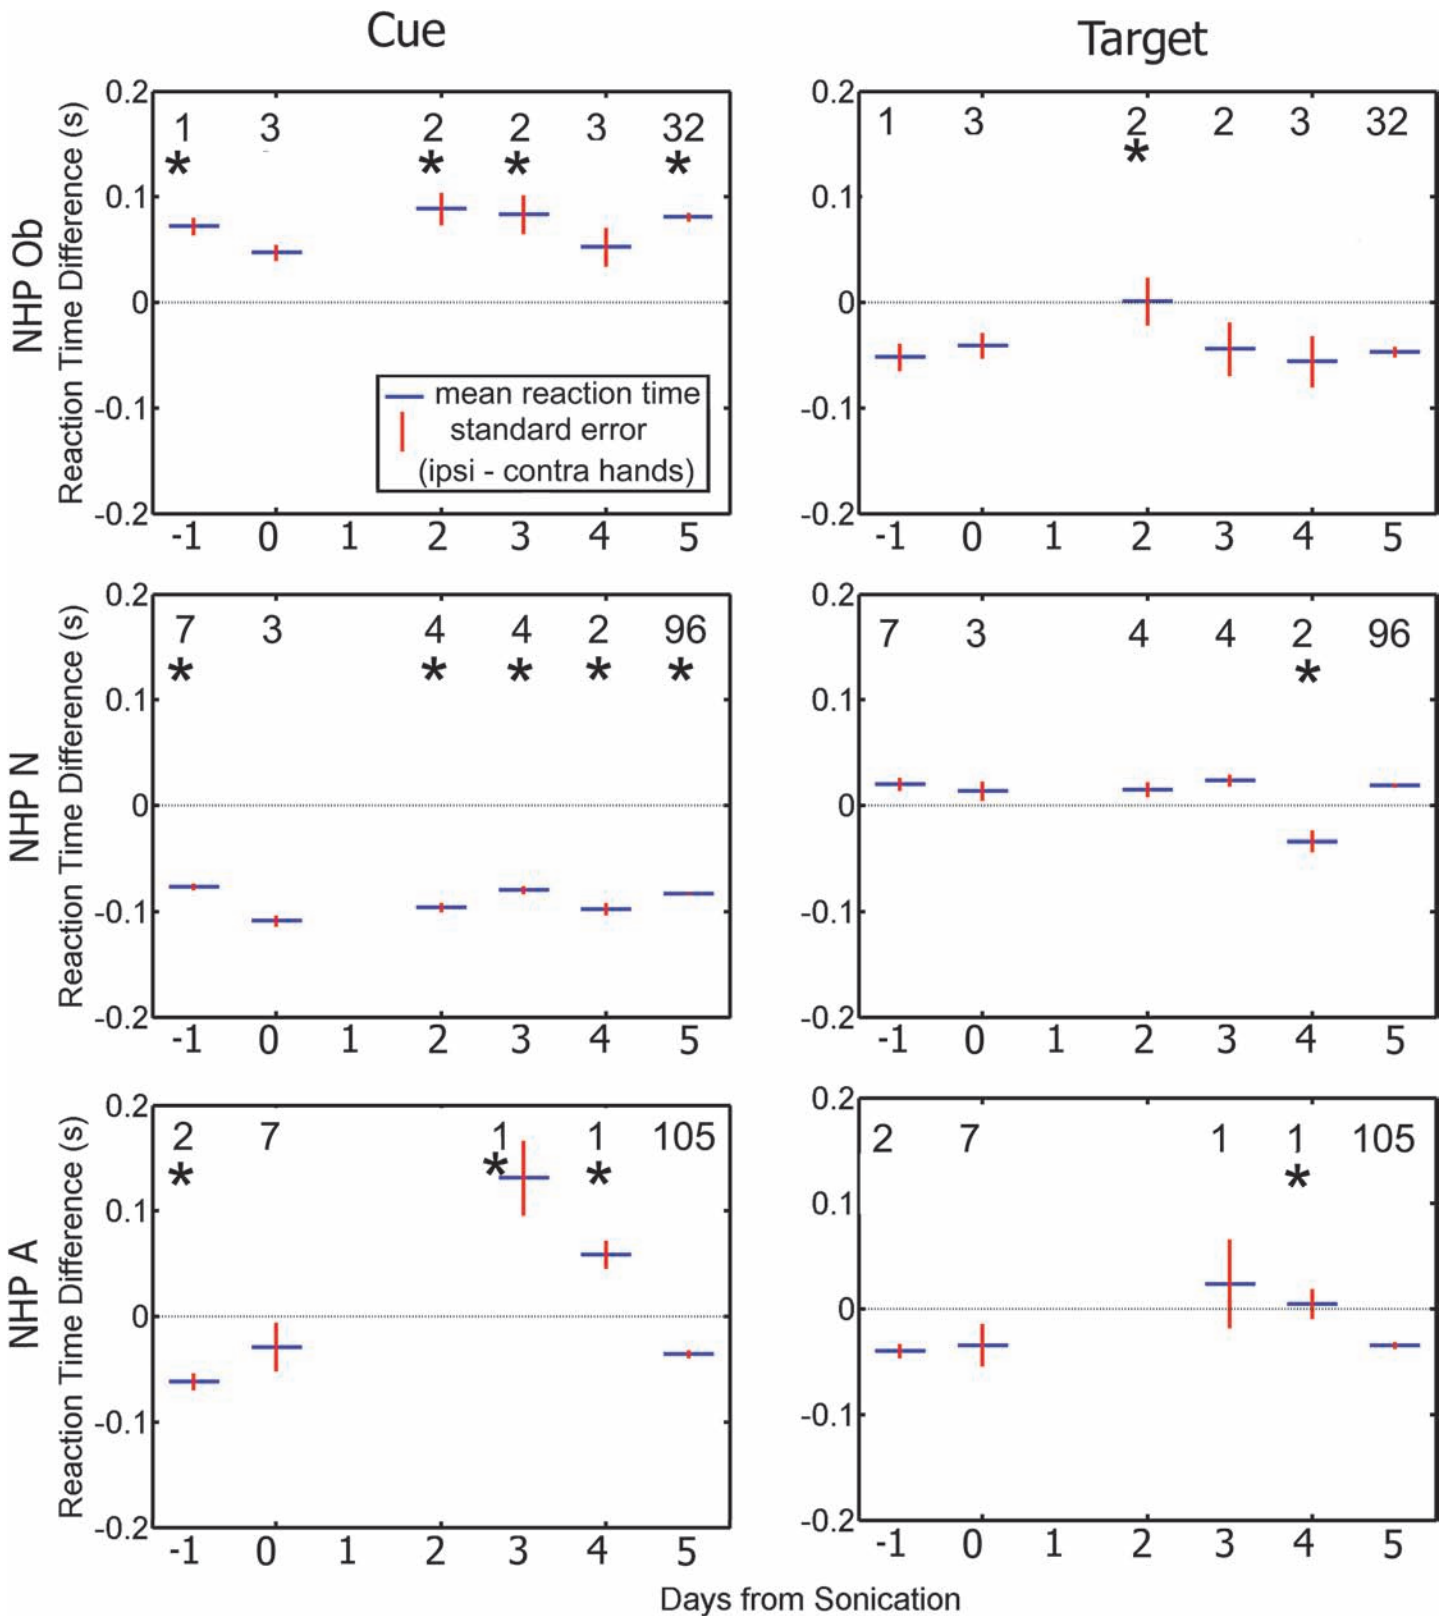 Cue
Target
NHP Ob
Reaction Time Difference (s)
0.2
0.1
0
-0.1
-0.2
1 3 2 2 3 32
* * * *
mean reaction time
standard error
(ipsi - contra hands)
-1 0 1 2 3 4 5
0.2
0.1
0
-0.1
-0.2
1 3 2 2 3 32
*
-1 0 1 2 3 4 5
NHP N
Reaction Time Difference (s)
0.2
0.1
0
-0.1
-0.2
7 3 4 4 2 96
* * * * *
-1 0 1 2 3 4 5
0.2
0.1
0
-0.1
-0.2
7 3 4 4 2 96
*
-1 0 1 2 3 4 5
NHP A
Reaction Time Difference (s)
0.2
0.1
0
-0.1
-0.2
2 7 1 1 105
* * *
-1 0 1 2 3 4 5
0.2
0.1
0
-0.1
-0.2
2 7 1 1 105
*
-1 0 1 2 3 4 5
Days from Sonication